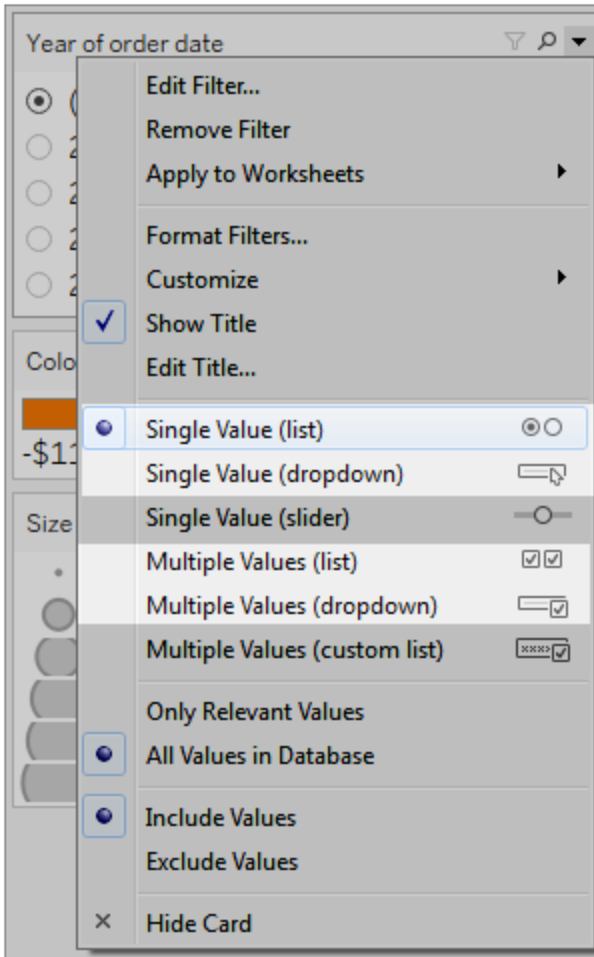 Year of order date
Edit Filter...
Remove Filter
Apply to Worksheets
Format Filters...
Customize
Show Title
Edit Title...
Colo
-$11
Single Value (list)
Single Value (dropdown)
Single Value (slider)
Size
Multiple Values (list)
Multiple Values (dropdown)
Multiple Values (custom list)
Only Relevant Values
All Values in Database
Include Values
Exclude Values
Hide Card